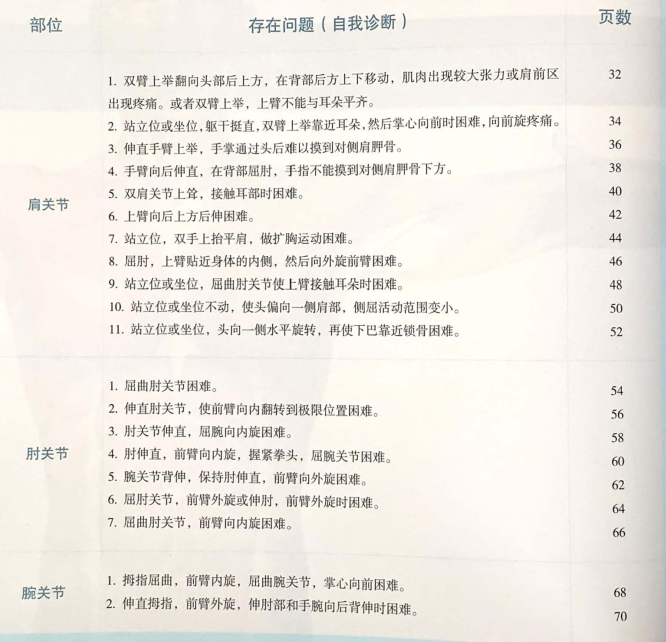 部位 存在问题（自我诊断） 页数
1. 双臂上举翻向头部后上方，在背部后方上下移动，肌肉出现较大张力或肩前区 32
出现疼痛。或者双臂上举，上臂不能与耳朵平齐。
2. 站立位或坐位，躯干挺直，双臂上举靠近耳朵，然后掌心向前时困难，向前旋疼痛。 34
3. 伸直手臂上举，手掌通过头后难以摸到对侧肩胛骨。 36
4. 手臂向后伸直，在背部屈肘，手指不能摸到对侧肩胛骨下方。 38
5. 双肩关节上耸，接触耳部时困难。 40
肩关节
6. 上臂向后上方后伸困难。 42
7. 站立位，双手上抬平肩，做扩胸运动困难。 44
8. 屈肘，上臂贴近身体的内侧，然后向外旋前臂困难。 46
9. 站立位或坐位，屈曲肘关节使上臂接触耳朵时困难。 48
10. 站立位或坐位不动，使头偏向一侧肩部，侧屈活动范围变小。 50
11. 站立位或坐位，头向一侧水平旋转，再使下巴靠近锁骨困难。 52
1. 屈曲肘关节困难。 54
2. 伸直肘关节，使前臂向内翻转到极限位置困难。 56
3. 肘关节伸直，屈腕向内旋困难。 58
肘关节
4. 肘伸直，前臂向内旋，握紧拳头，屈腕关节困难。 60
5. 腕关节背伸，保持肘伸直，前臂向外旋困难。 62
6. 屈肘关节，前臂外旋或伸肘，前臂外旋时困难。 64
7. 屈曲肘关节，前臂向内旋困难。 66
腕关节
1. 拇指屈曲，前臂内旋，屈曲腕关节，掌心向前困难。 68
2. 伸直拇指，前臂外旋，伸肘部和手腕向后背伸时困难。 70